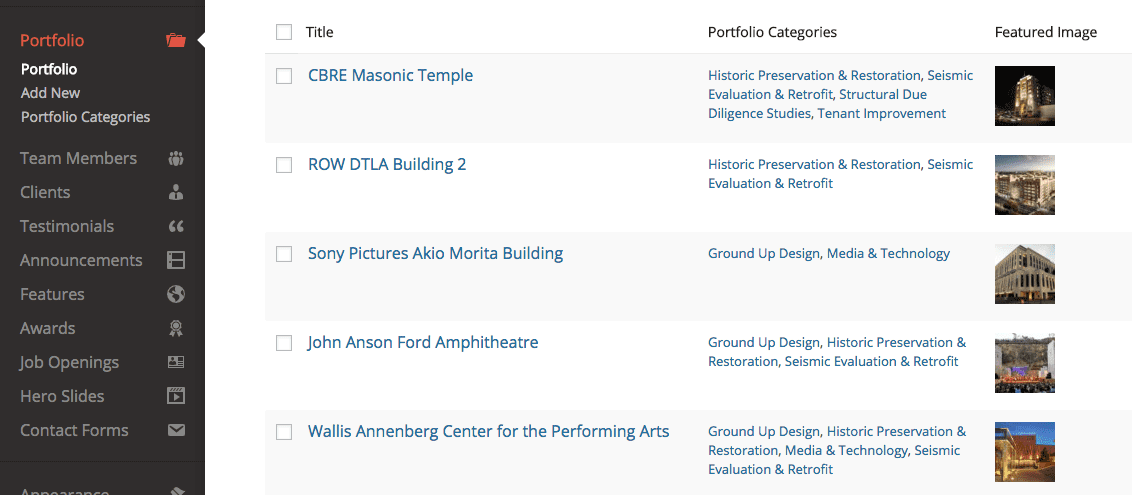 Portfolio
Portfolio
Add New
Portfolio Categories
Team Members
Clients
Testimonials
Announcements
Features
Awards
Job Openings
Hero Slides
Contact Forms
Appearance
Title
Portfolio Categories
Featured Image
CBRE Masonic Temple
Historic Preservation & Restoration, Seismic
Evaluation & Retrofit, Structural Due
Diligence Studies, Tenant Improvement
ROW DTLA Building 2
Historic Preservation & Restoration, Seismic
Evaluation & Retrofit
Sony Pictures Akio Morita Building
Ground Up Design, Media & Technology
John Anson Ford Amphitheatre
Ground Up Design, Historic Preservation &
Restoration, Seismic Evaluation & Retrofit
Wallis Annenberg Center for the Performing Arts
Ground Up Design, Historic Preservation &
Restoration, Media & Technology, Seismic
Evaluation & Retrofit